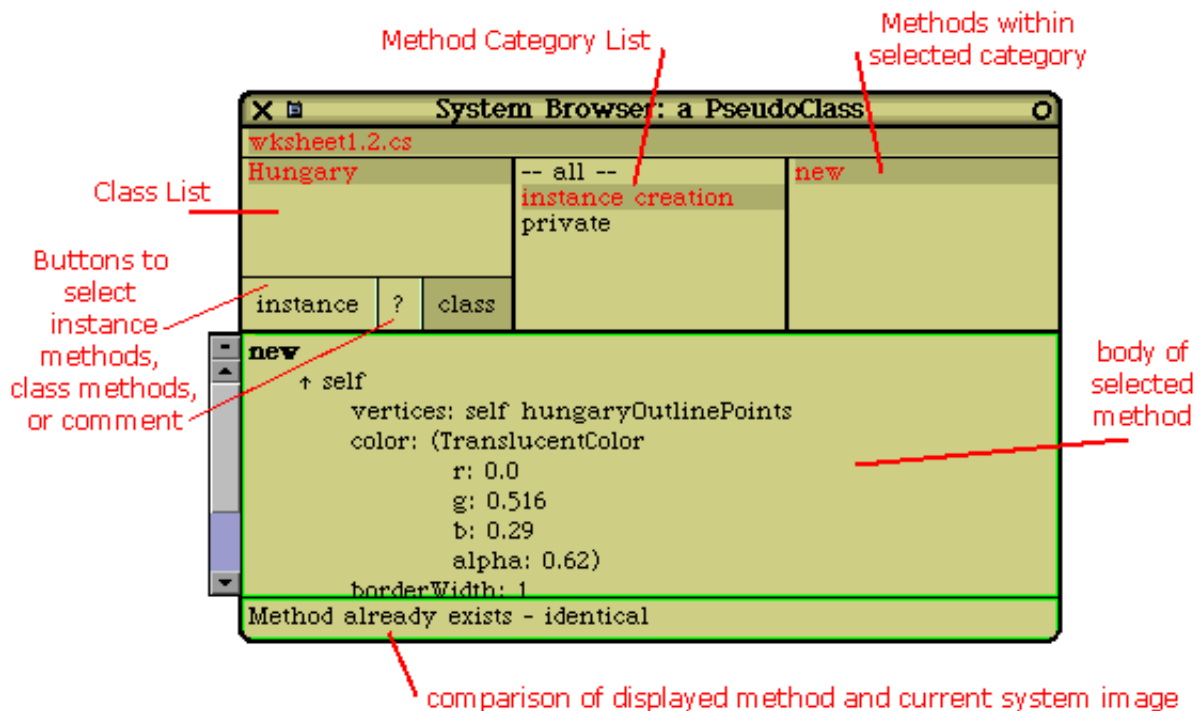 Method Category List
Methods within
selected category
System Browser: a PseudoClass
wksheet1.2.cs
Class List
Hungary
-- all --
instance creation
private
new
Buttons to
select
instance
methods,
class methods,
or comment
instance
?
class
new
↑ self
vertices: self hungaryOutlinePoints
color: (TranslucentColor
r: 0.0
g: 0.516
b: 0.29
alpha: 0.62)
borderWidth: 1
body of
selected
method
Method already exists - identical
comparison of displayed method and current system image